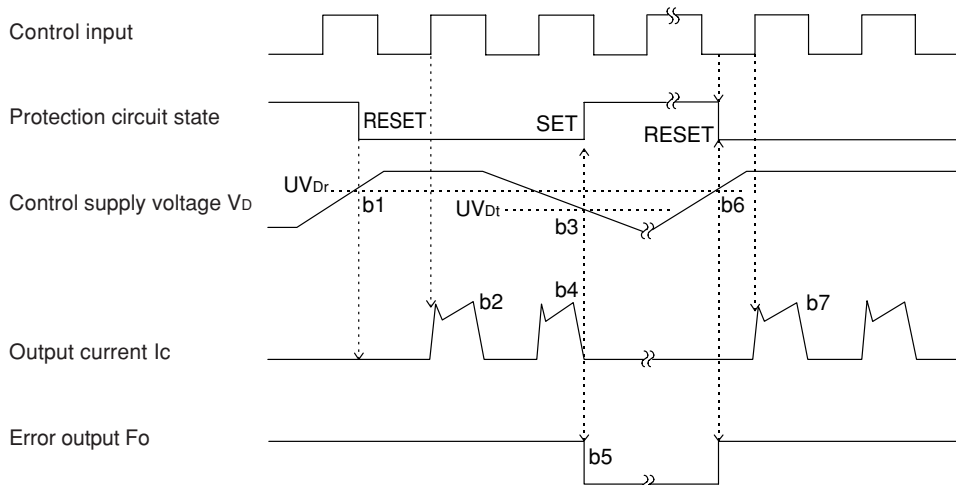 Control input
Protection circuit state
RESET
SET
RESET
UVDr
Control supply voltage VD
b1
UVDt
b3
b6
b2
b4
b7
Output current Ic
Error output Fo
b5